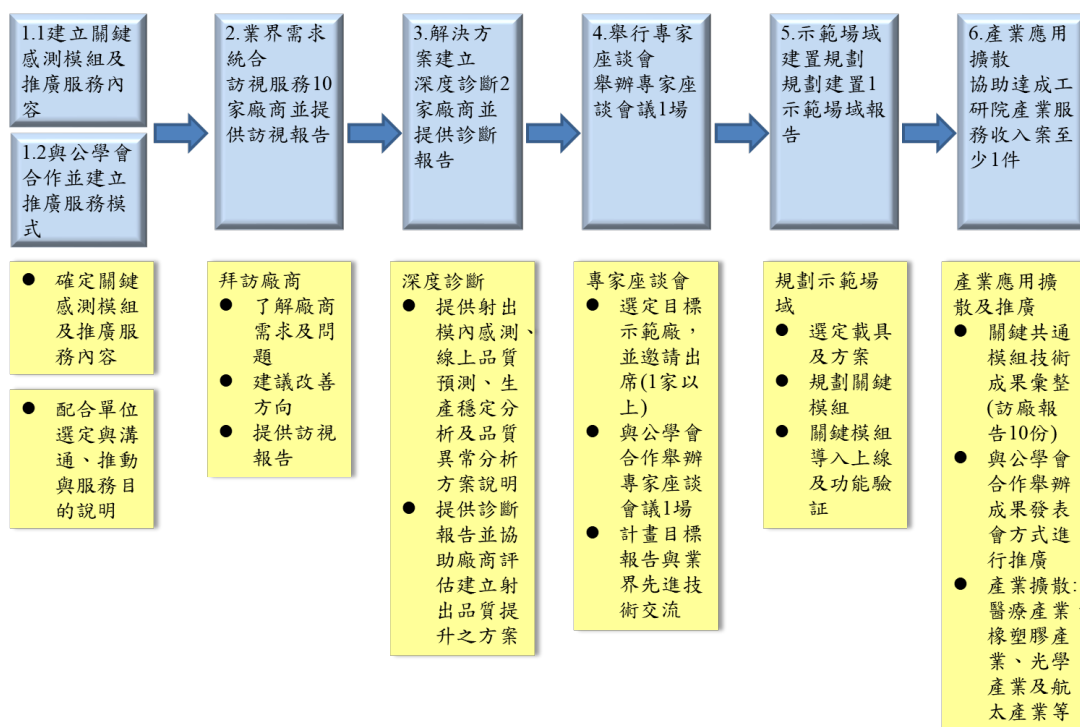 1.1建立關鍵
感測模組及
推廣服務內
容
1.2與公學會
合作並建立
推廣服務模
式
2.業界需求
統合
訪視服務10
家廠商並提
供訪視報告
3.解決方
案建立
深度診斷2
家廠商並
提供診斷
報告
4.舉行專家
座談會
舉辦專家座
談會議1場
5.示範場域
建置規劃
規劃建置1
示範場域報
告
6.產業應用
擴散
協助達成工
研院產業服
務收入案至
少1件
● 確定關鍵
感測模組
及推廣服
務內容
● 配合單位
選定與溝
通、推動
與服務目
的說明
拜訪廠商
● 了解廠商
需求及問
題
● 建議改善
方向
● 提供訪視
報告
深度診斷
● 提供射出
模內感測、
線上品質
預測、生
產穩定分
析及品質
異常分析
方案說明
● 提供診斷
報告並協
助廠商評
估建立射
出品質提
升之方案
專家座談會
● 選定目標
示範廠，
並邀請出
席(1家以
上)
● 與公學會
合作舉辦
專家座談
會議1場
● 計畫目標
報告與業
界先進技
術交流
規劃示範場
域
● 選定載具
及方案
● 規劃關鍵
模組
● 關鍵模組
導入上線
及功能驗
証
產業應用擴
散及推廣
● 關鍵共通
模組技術
成果彙整
(訪廠報
告10份)
● 與公學會
合作舉辦
成果發表
會方式進
行推廣
● 產業擴散:
醫療產業、
橡塑膠產
業、光學
產業及航
太產業等